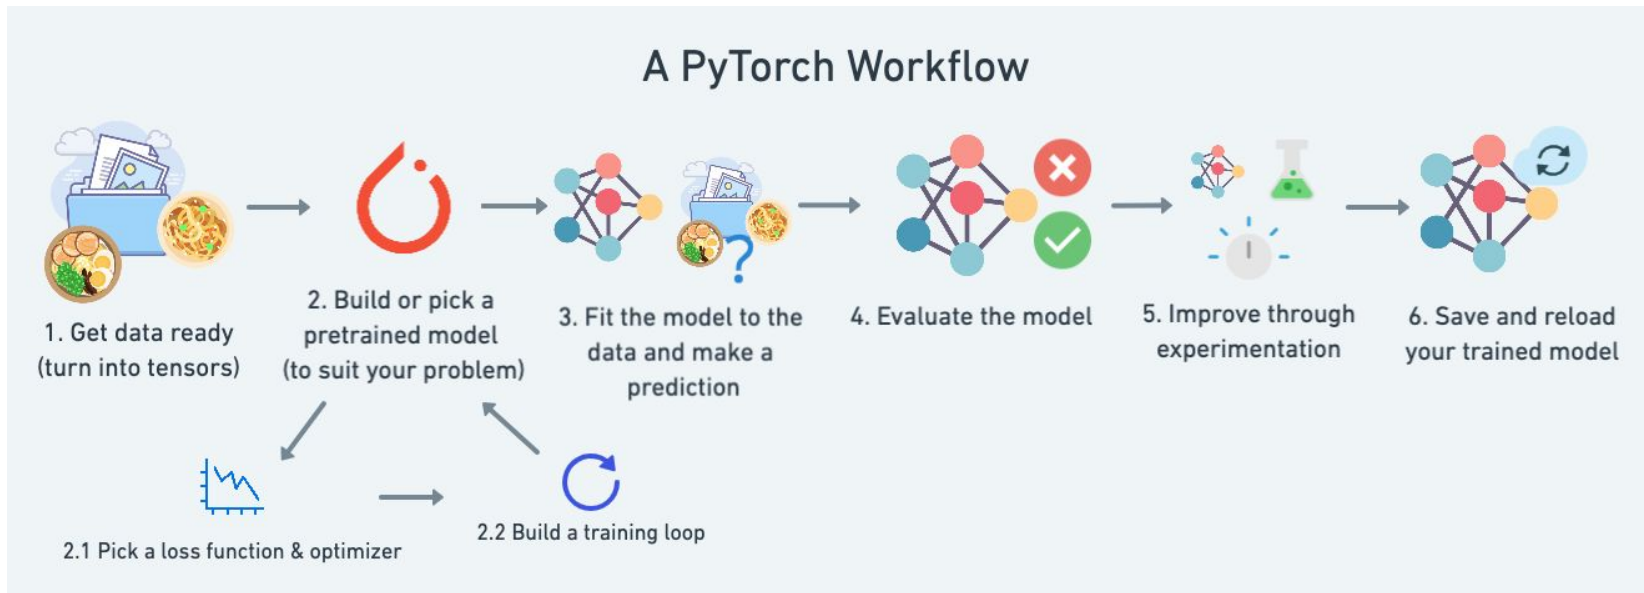 A PyTorch Workflow
1. Get data ready
(turn into tensors)
2. Build or pick a
pretrained model
(to suit your problem)
3. Fit the model to the
data and make a
prediction
4. Evaluate the model
5. Improve through
experimentation
6. Save and reload
your trained model
2.1 Pick a loss function & optimizer
2.2 Build a training loop